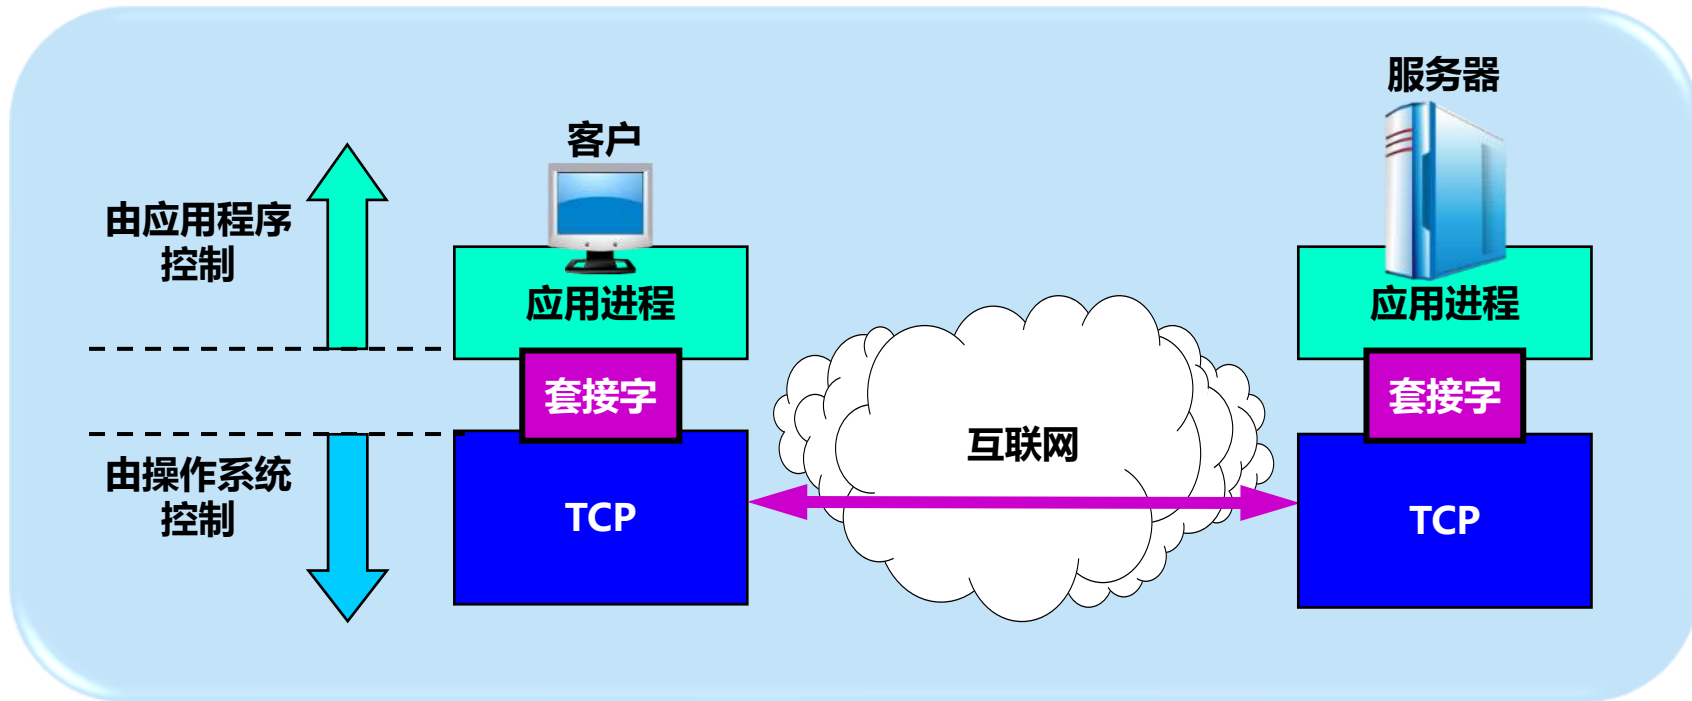 服务器
客户
由应用程序
控制
应用进程
应用进程
套接字
套接字
互联网
由操作系统
控制
TCP
TCP